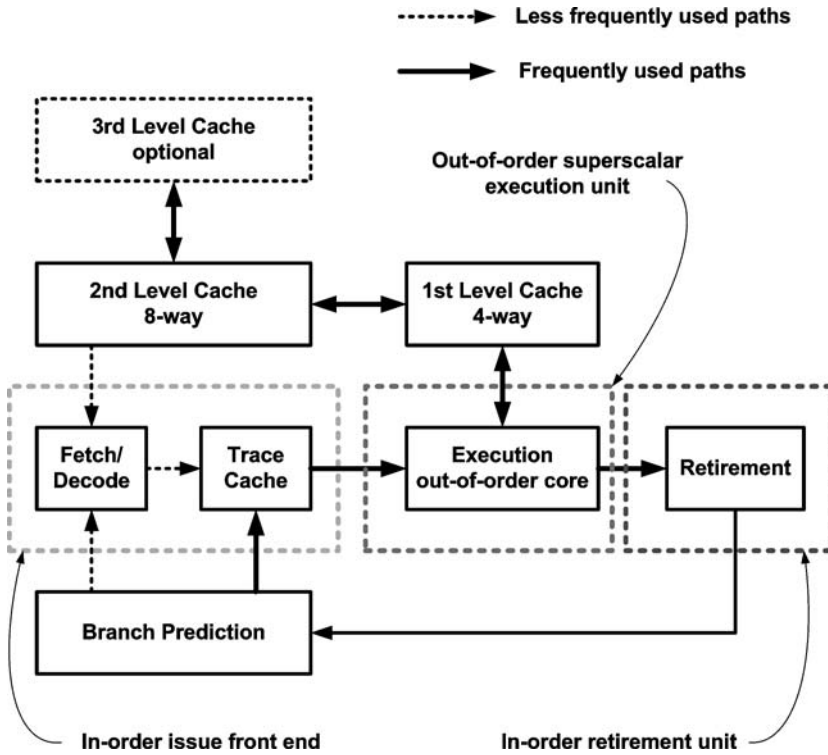 Less frequently used paths
Frequently used paths
3rd Level Cache
optional
Out-of-order superscalar
execution unit
2nd Level Cache
8-way
1st Level Cache
4-way
Fetch/
Decode
Trace
Cache
Execution
out-of-order core
Retirement
Branch Prediction
In-order issue front end
In-order retirement unit